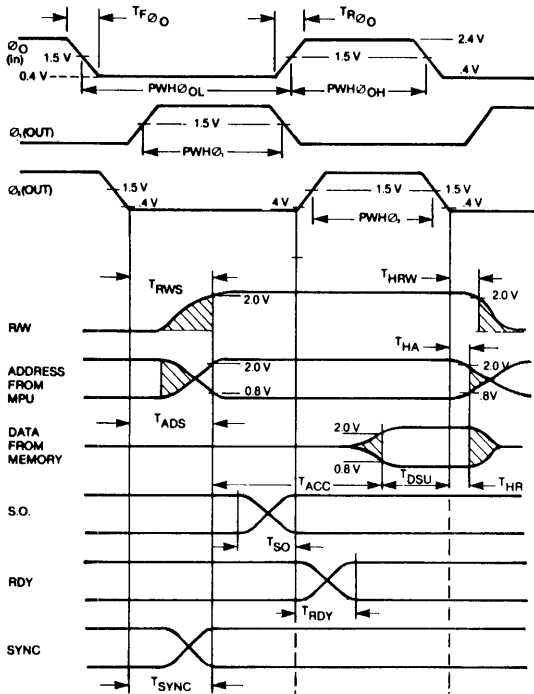 TFØO
TRØO
ØO
(in)
1.5 V
0.4 V
1.5 V
2.4 V
.4 V
PWHØOL
PWHØOH
Ø₁(OUT)
1.5 V
PWHØ₁
Ø₂(OUT)
1.5 V
.4 V
.4 V
1.5 V
1.5 V
.4 V
PWHØ₂
TRWS
2.0 V
THRW
2.0 V
R/W
THA
ADDRESS
FROM
MPU
2.0 V
0.8 V
2.0 V
.8V
TADS
DATA
FROM
MEMORY
2.0 V
0.8 V
TACC
TDSU
THR
S.O.
TSO
RDY
TRDY
SYNC
TSYNC